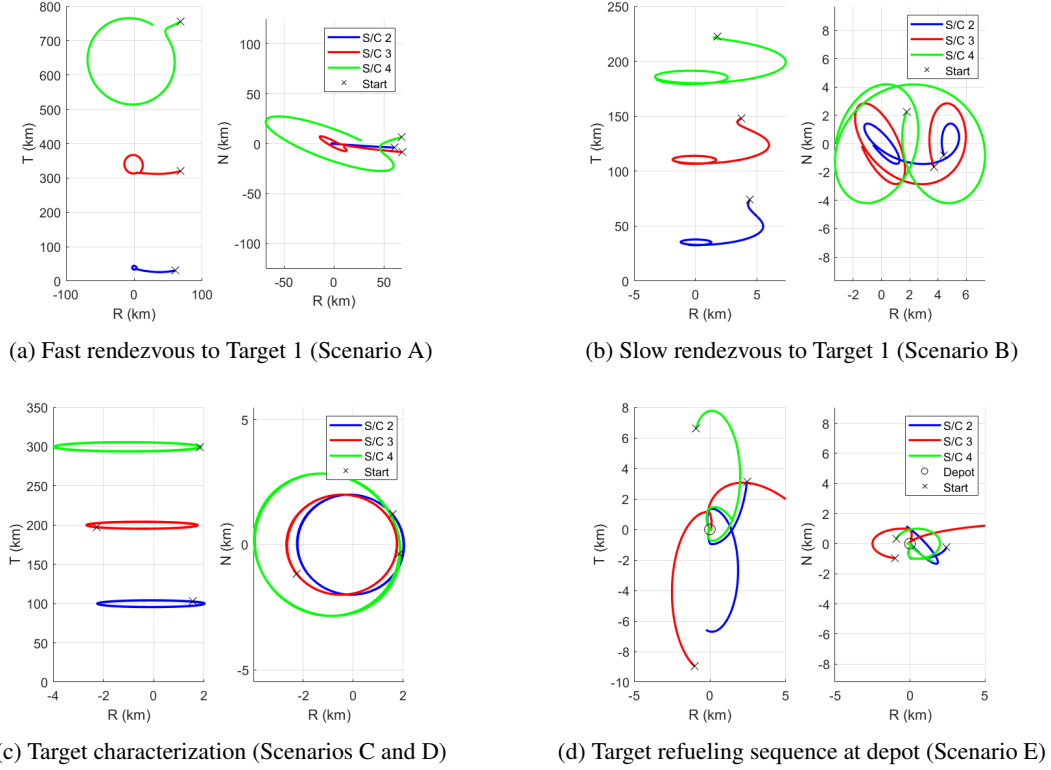 800
700
600
500
400
300
200
100
0
T (km)
-100
0
100
R (km)
100
50
0
-50
-100
N (km)
-50
0
50
R (km)
S/C 2
S/C 3
S/C 4
Start
(a) Fast rendezvous to Target 1 (Scenario A)
250
200
150
100
50
0
T (km)
-5
0
5
R (km)
8
6
4
2
0
-2
-4
-6
-8
N (km)
-2
0
2
4
6
R (km)
S/C 2
S/C 3
S/C 4
Start
(b) Slow rendezvous to Target 1 (Scenario B)
350
300
250
200
150
100
50
0
T (km)
-4
-2
0
2
R (km)
5
0
-5
N (km)
-2
0
2
R (km)
S/C 2
S/C 3
S/C 4
Start
(c) Target characterization (Scenarios C and D)
8
6
4
2
0
-2
-4
-6
-8
-10
T (km)
-5
0
5
R (km)
8
6
4
2
0
-2
-4
-6
-8
N (km)
-5
0
5
R (km)
S/C 2
S/C 3
S/C 4
Depot
Start
(d) Target refueling sequence at depot (Scenario E)